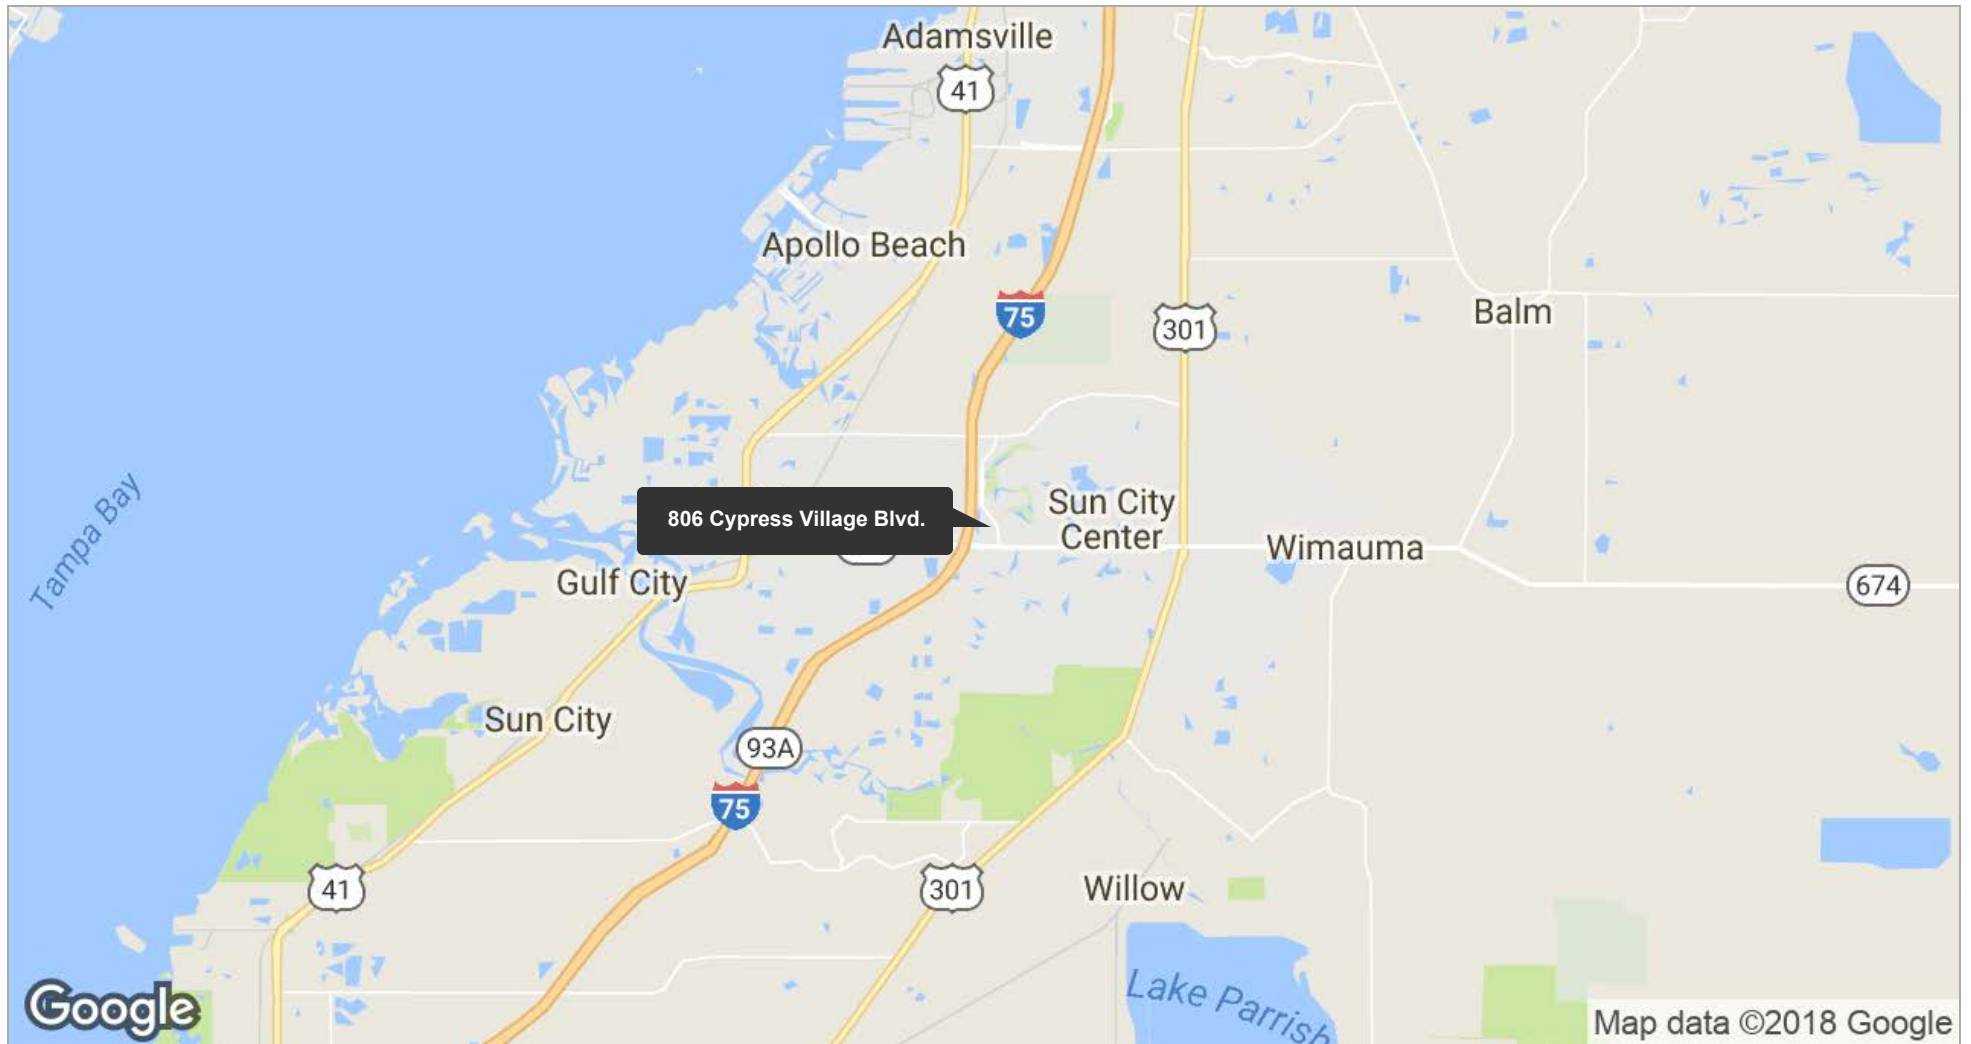 Adamsville
41
Apollo Beach
75
301
Balm
Tampa Bay
806 Cypress Village Blvd.
Sun City
Center
Wimauma
Gulf City
674
Sun City
93A
75
41
301
Willow
Lake Parrish
Google
Map data ©2018 Google